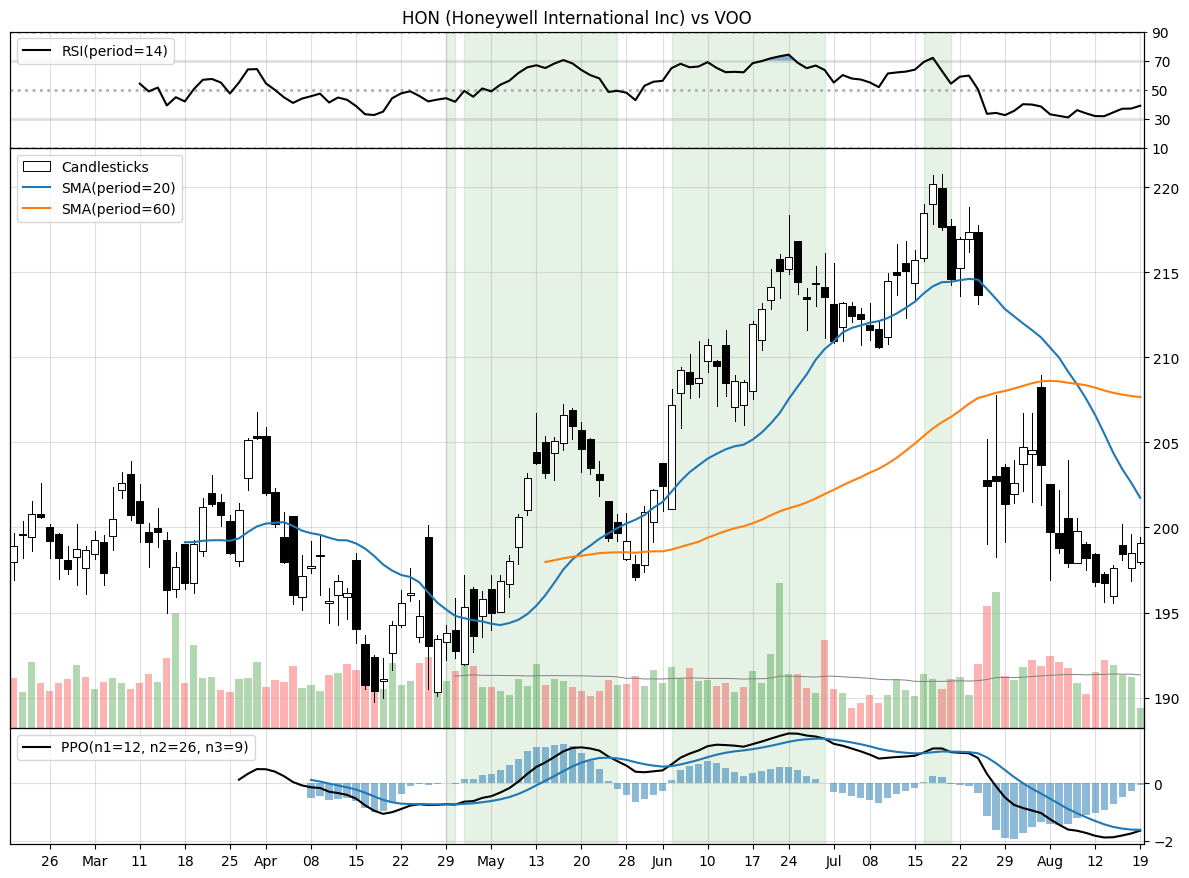 HON (Honeywell International Inc) vs VOO
RSI(period=14)
90
70
50
30
10
Candlesticks
SMA(period=20)
SMA(period=60)
220
215
210
205
200
195
190
PPO(n1=12, n2=26, n3=9)
0
−2
26 Mar 11 18 25 Apr 08 15 22 29 May 13 20 28 Jun 10 17 24 Jul 08 15 22 29 Aug 12 19